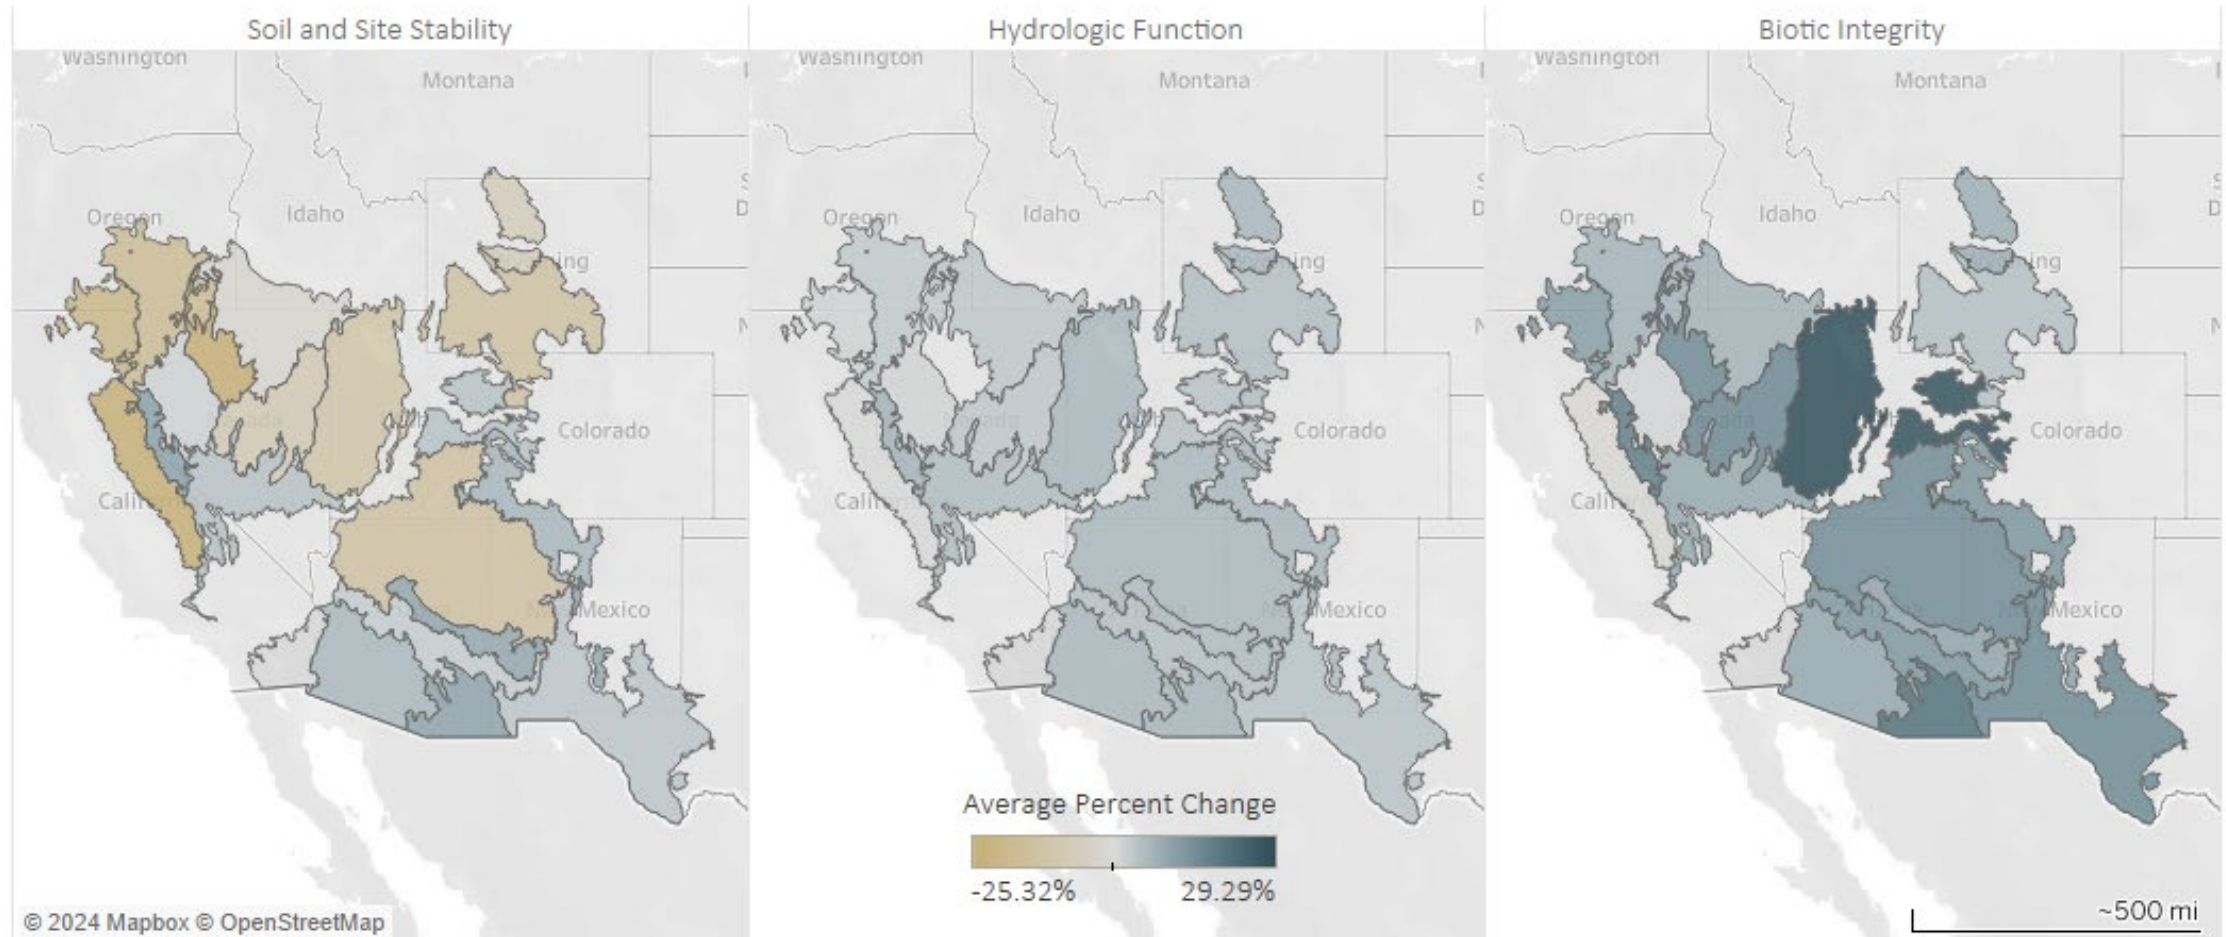 Soil and Site Stability
Hydrologic Function
Biotic Integrity
Washington
Montana
Oregon
Idaho
Colorado
Mexico
Washington
Montana
Oregon
Idaho
Colorado
Mexico
Washington
Montana
Oregon
Idaho
Colorado
Mexico
Average Percent Change
-25.32%
29.29%
© 2024 Mapbox © OpenStreetMap
~500 mi